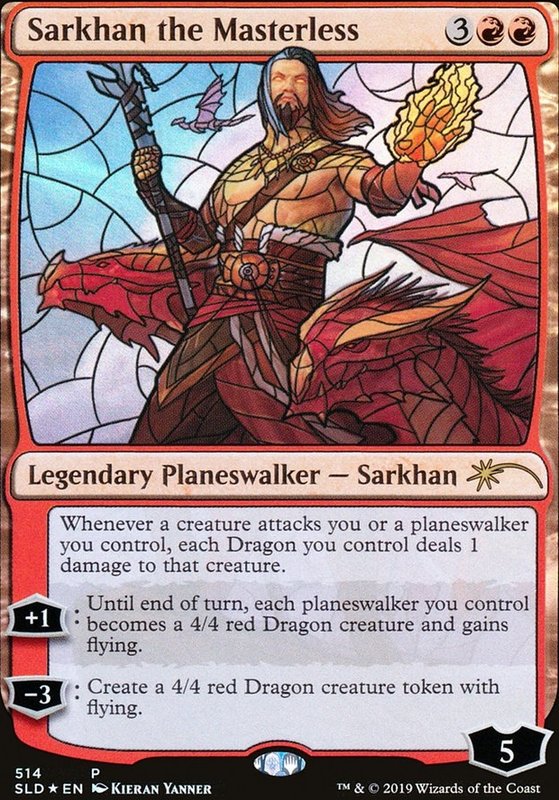 Sarkhan the Masterless 3
Legendary Planeswalker — Sarkhan
Whenever a creature attacks you or a planeswalker
you control, each Dragon you control deals 1
damage to that creature.
+1 : Until end of turn, each planeswalker you control
becomes a 4/4 red Dragon creature and gains
flying.
−3 : Create a 4/4 red Dragon creature token with
flying.
5
514 P
SLD ★ EN KIERAN YANNER
™ & © 2019 Wizards of the Coast